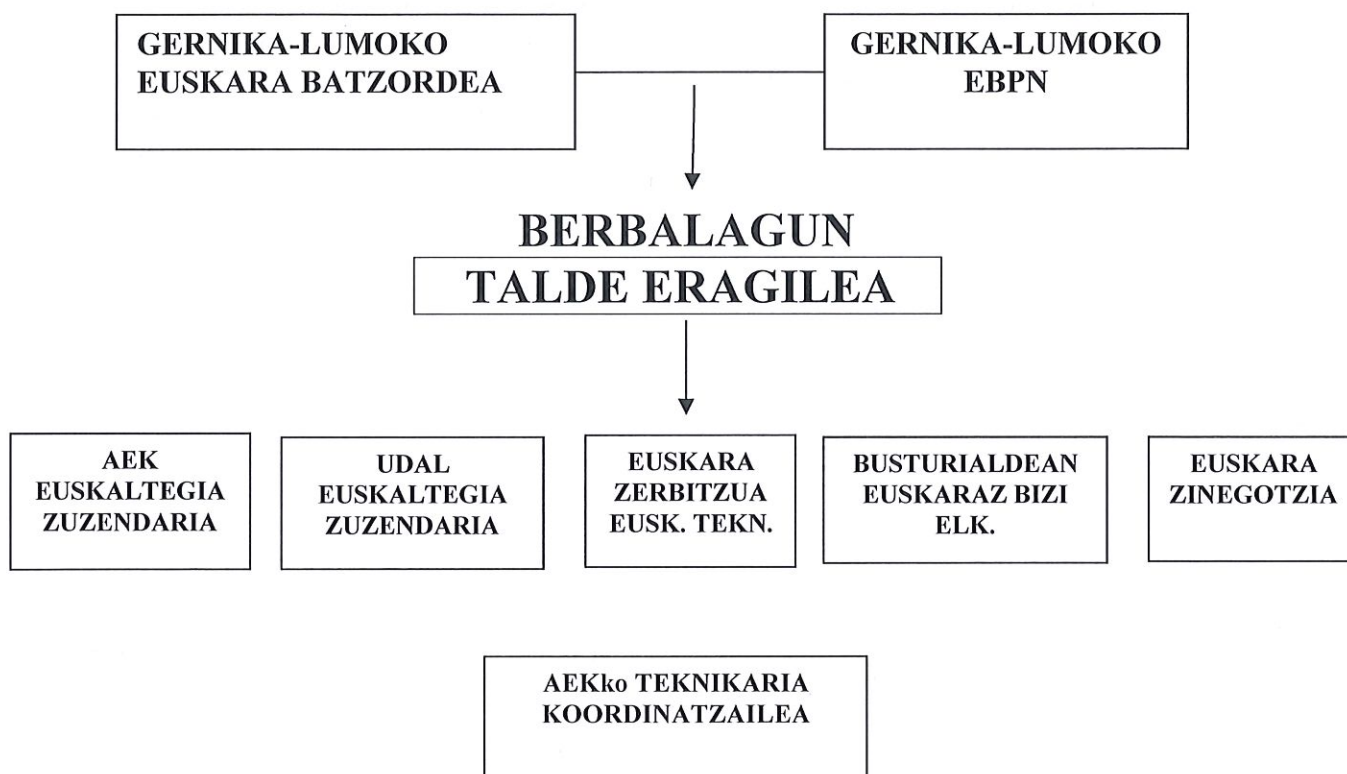 GERNIKA-LUMOKO
EUSKARA BATZORDEA
GERNIKA-LUMOKO
EBPN
BERBALAGUN
TALDE ERAGILEA
AEK
EUSKALTEGIA
ZUZENDARIA
UDAL
EUSKALTEGIA
ZUZENDARIA
EUSKARA
ZERBITZUA
EUSK. TEKN.
BUSTURIALDEAN
EUSKARAZ BIZI
ELK.
EUSKARA
ZINEGOTZIA
AEKko TEKNIKARIA
KOORDINATZAILEA